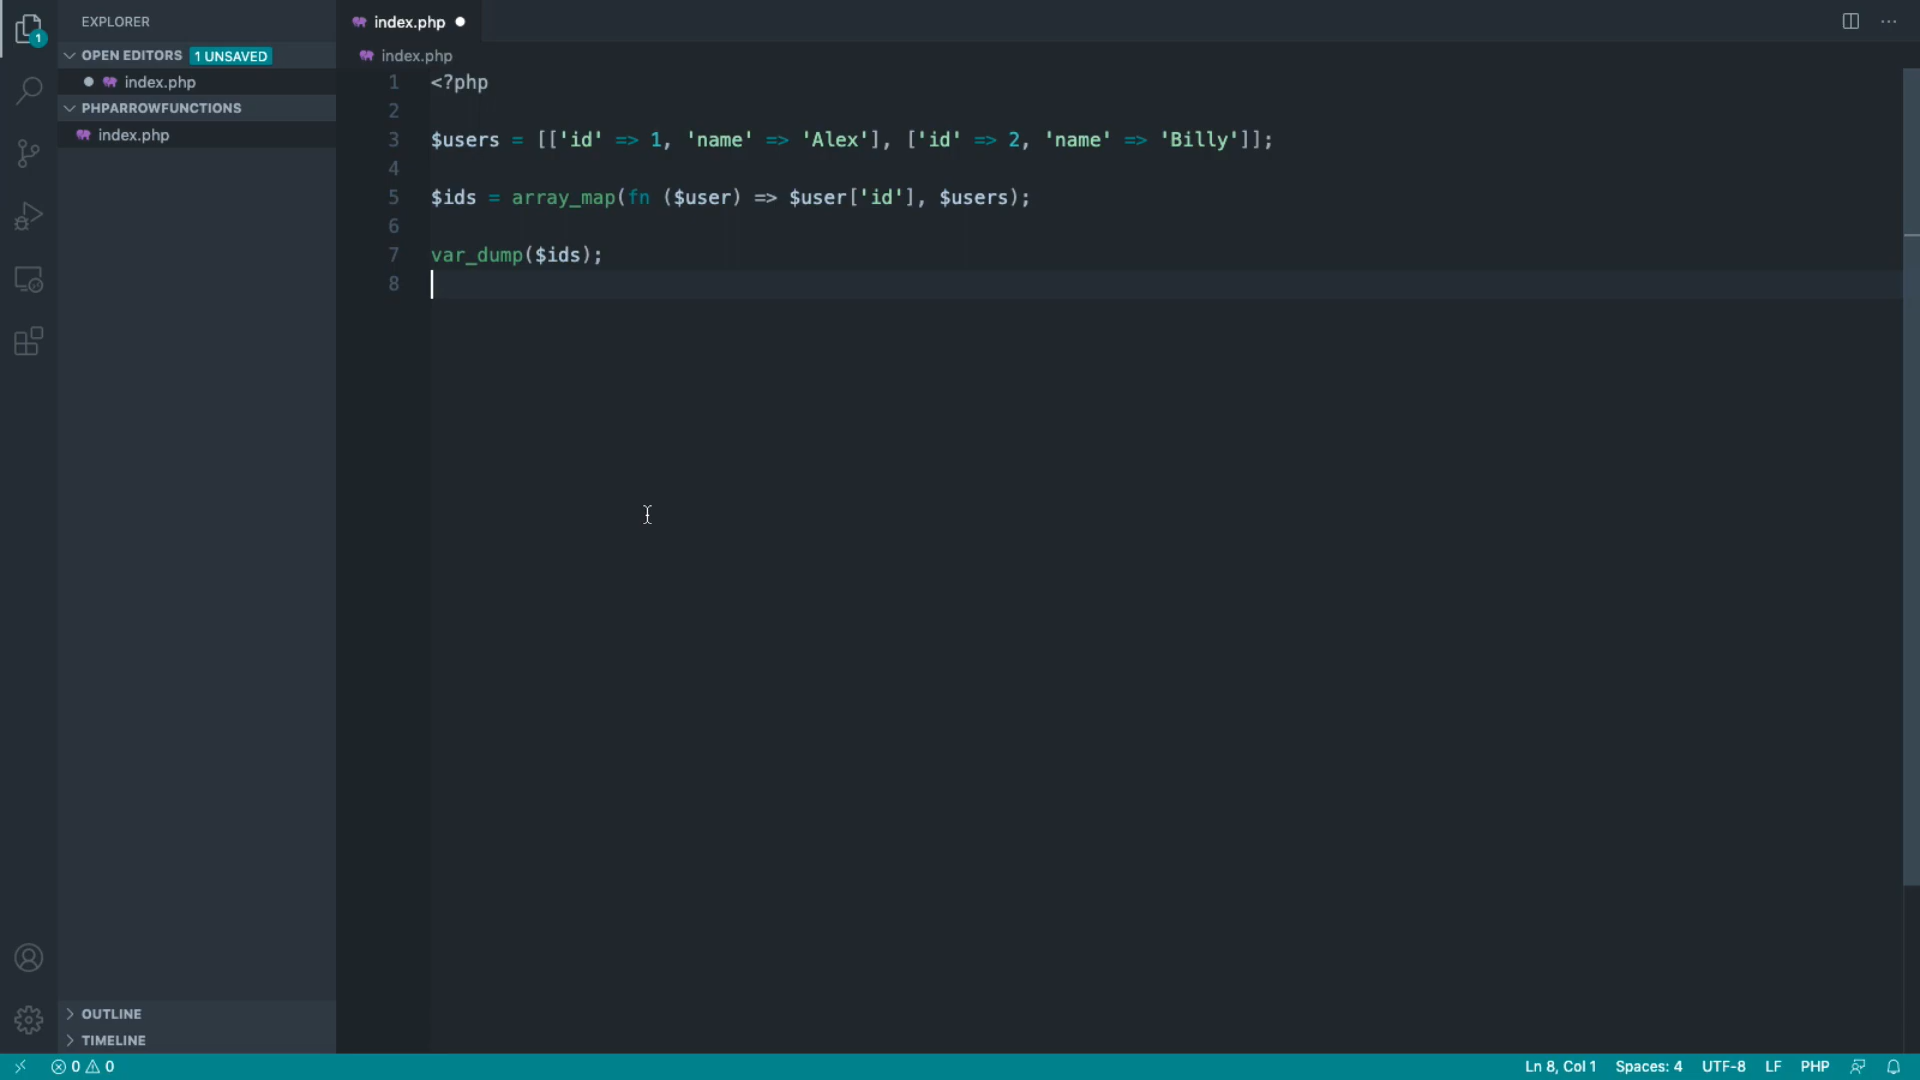 EXPLORER
OPEN EDITORS 1 UNSAVED
index.php
PHPARROWFUNCTIONS
index.php
OUTLINE
TIMELINE
1
index.php
index.php
1 <?php
2
3 $users = [['id' => 1, 'name' => 'Alex'], ['id' => 2, 'name' => 'Billy']];
4
5 $ids = array_map(fn ($user) => $user['id'], $users);
6
7 var_dump($ids);
8
0 0
Ln 8, Col 1 Spaces: 4 UTF-8 LF PHP